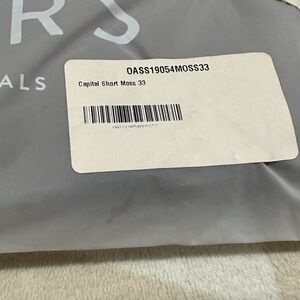 RS
ALS
OASS19054MOSS33
Capital Short Moss 33